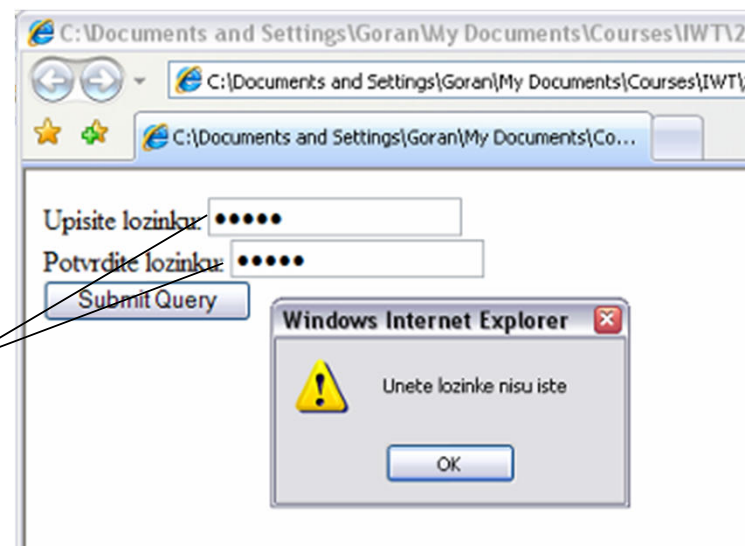 C:\Documents and Settings\Goran\My Documents\Courses\IWT\2
C:\Documents and Settings\Goran\My Documents\Courses\IWT\
C:\Documents and Settings\Goran\My Documents\Co...
Upisite lozinku: •••••
Potvrdite lozinku: •••••
Submit Query
Windows Internet Explorer
Unete lozinke nisu iste
OK